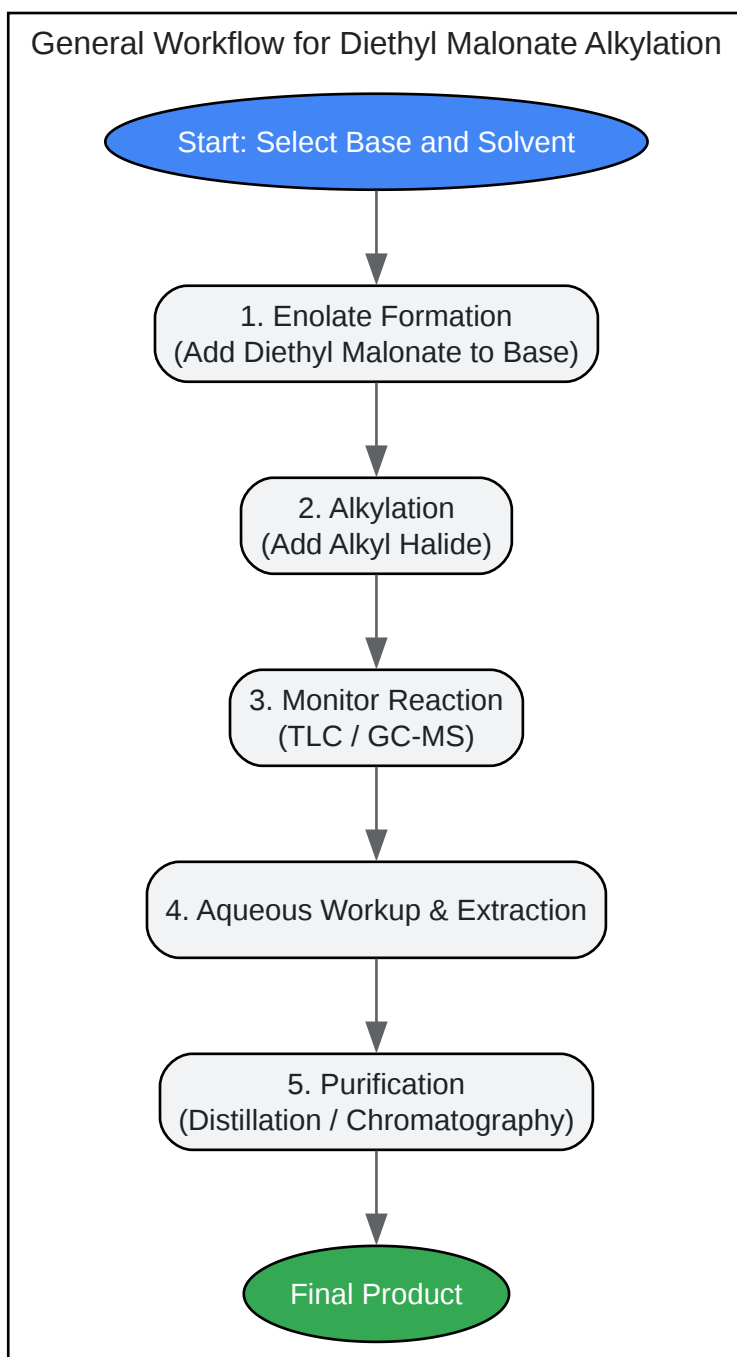 General Workflow for Diethyl Malonate Alkylation
Start: Select Base and Solvent
1. Enolate Formation
(Add Diethyl Malonate to Base)
2. Alkylation
(Add Alkyl Halide)
3. Monitor Reaction
(TLC / GC-MS)
4. Aqueous Workup & Extraction
5. Purification
(Distillation / Chromatography)
Final Product